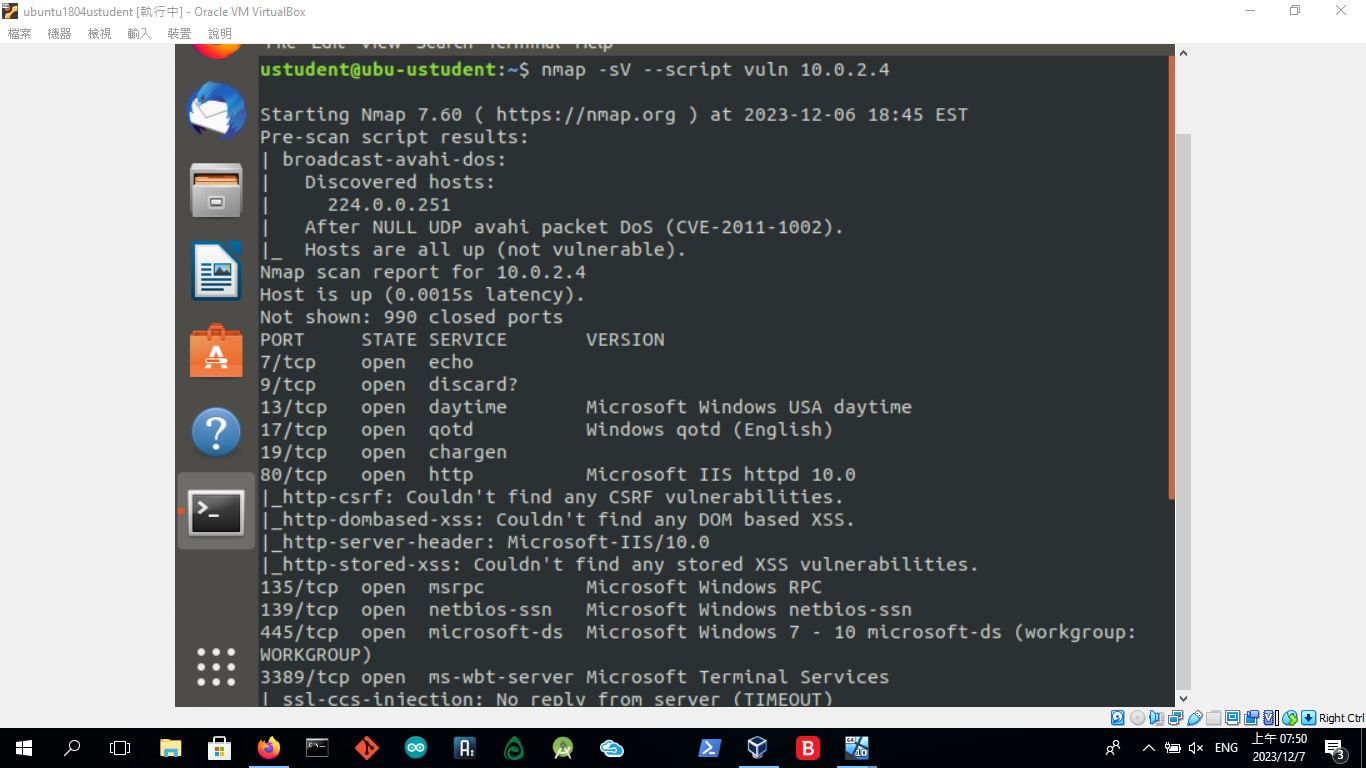 ubuntu1804ustudent [執行中] - Oracle VM VirtualBox
檔案 機器 檢視 輸入 裝置 說明
File Edit View Search Terminal Help
ustudent@ubu-ustudent:~$ nmap -sV --script vuln 10.0.2.4
Starting Nmap 7.60 ( https://nmap.org ) at 2023-12-06 18:45 EST
Pre-scan script results:
| broadcast-avahi-dos:
|   Discovered hosts:
|     224.0.0.251
|   After NULL UDP avahi packet DoS (CVE-2011-1002).
|_  Hosts are all up (not vulnerable).
Nmap scan report for 10.0.2.4
Host is up (0.0015s latency).
Not shown: 990 closed ports
PORT     STATE SERVICE       VERSION
7/tcp    open  echo
9/tcp    open  discard?
13/tcp   open  daytime       Microsoft Windows USA daytime
17/tcp   open  qotd          Windows qotd (English)
19/tcp   open  chargen
80/tcp   open  http          Microsoft IIS httpd 10.0
|_http-csrf: Couldn't find any CSRF vulnerabilities.
|_http-dombased-xss: Couldn't find any DOM based XSS.
|_http-server-header: Microsoft-IIS/10.0
|_http-stored-xss: Couldn't find any stored XSS vulnerabilities.
135/tcp  open  msrpc         Microsoft Windows RPC
139/tcp  open  netbios-ssn   Microsoft Windows netbios-ssn
445/tcp  open  microsoft-ds  Microsoft Windows 7 - 10 microsoft-ds (workgroup:
WORKGROUP)
3389/tcp open  ms-wbt-server Microsoft Terminal Services
| ssl-ccs-injection: No reply from server (TIMEOUT)
Right Ctrl
ENG
上午 07:50
2023/12/7
3